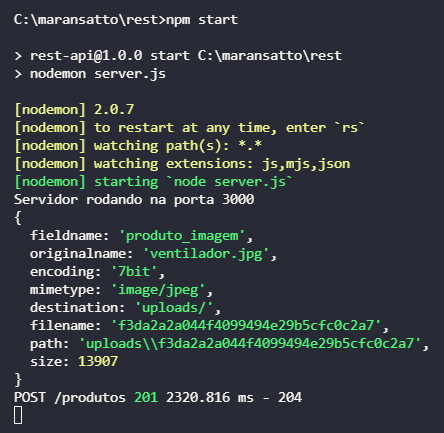 C:\maransatto\rest>npm start
> rest-api@1.0.0 start C:\maransatto\rest
> nodemon server.js
[nodemon] 2.0.7
[nodemon] to restart at any time, enter `rs`
[nodemon] watching path(s): *.*
[nodemon] watching extensions: js,mjs,json
[nodemon] starting `node server.js`
Servidor rodando na porta 3000
{
  fieldname: 'produto_imagem',
  originalname: 'ventilador.jpg',
  encoding: '7bit',
  mimetype: 'image/jpeg',
  destination: 'uploads/',
  filename: 'f3da2a2a044f4099494e29b5cfc0c2a7',
  path: 'uploads\\f3da2a2a044f4099494e29b5cfc0c2a7',
  size: 13907
}
POST /produtos 201 2320.816 ms - 204